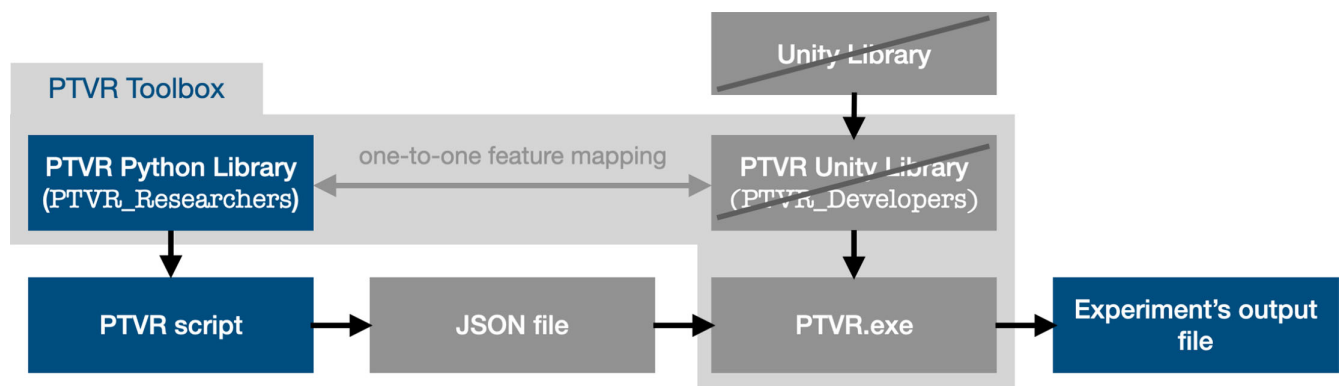 Unity Library
PTVR Toolbox
PTVR Python Library
(PTVR_Researchers)
one-to-one feature mapping
PTVR Unity Library
(PTVR_Developers)
PTVR script
JSON file
PTVR.exe
Experiment's output
file